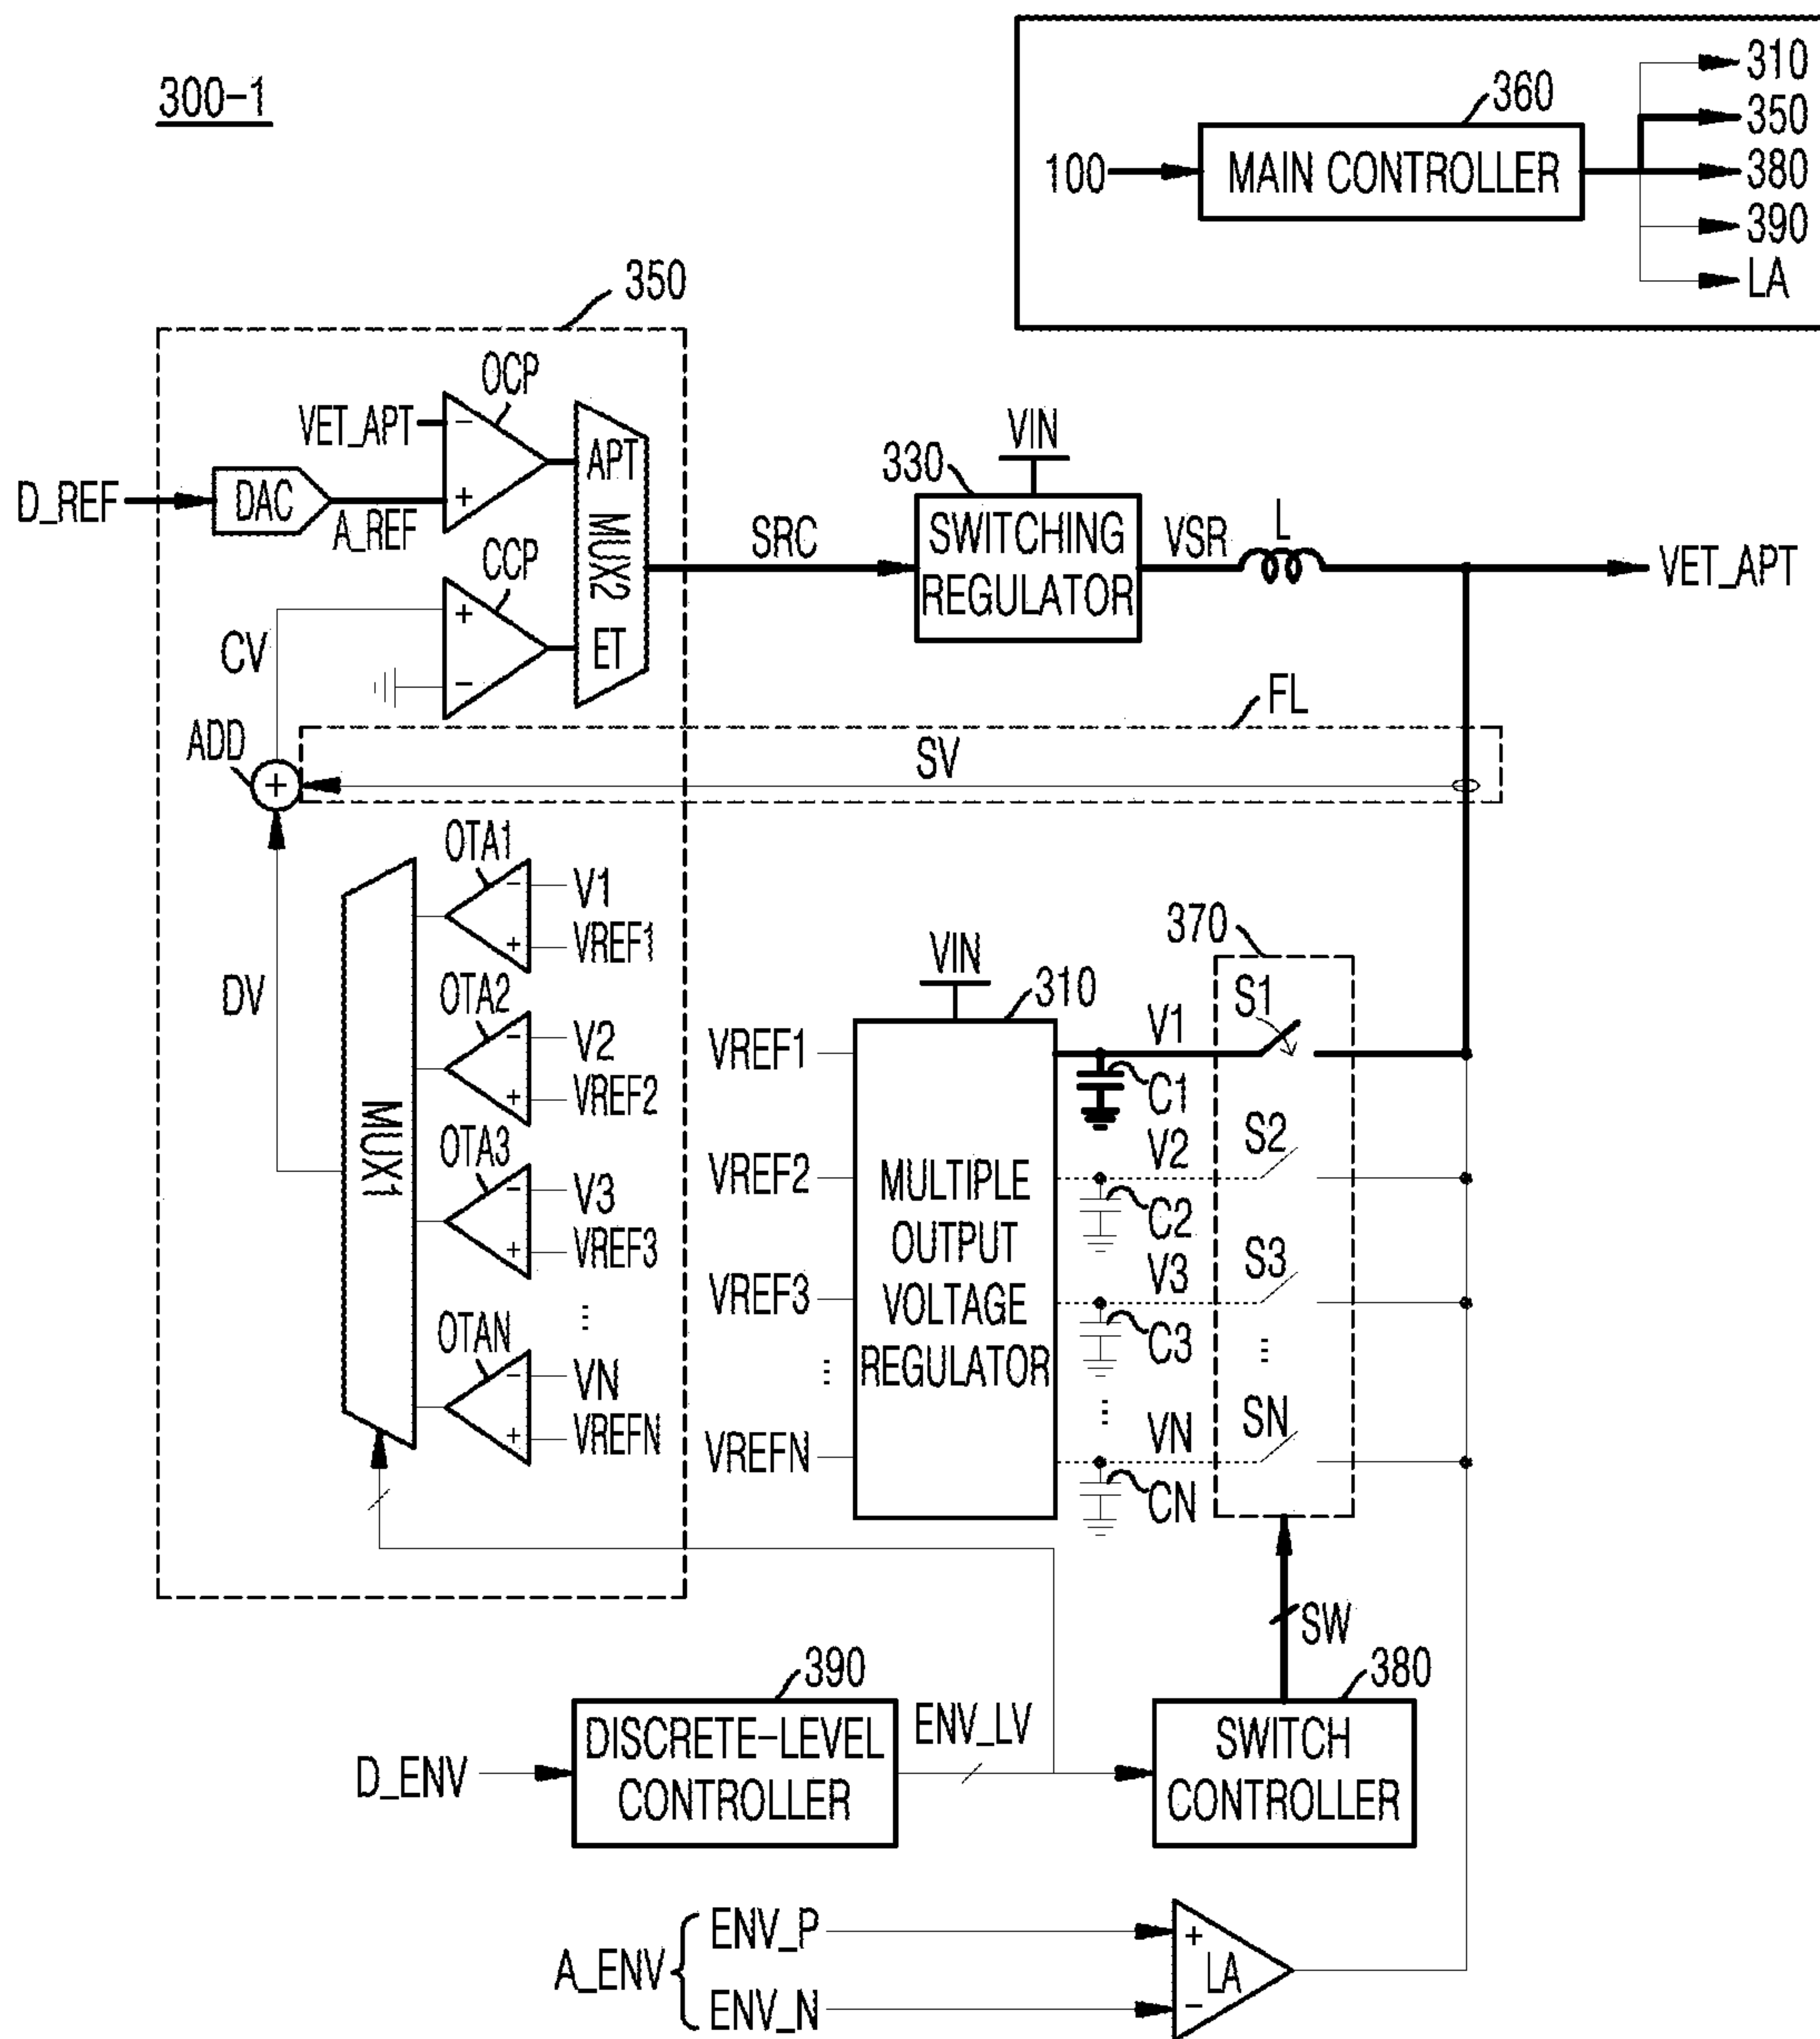 300-1
360
100
MAIN CONTROLLER
310
350
380
390
LA
350
OCP
VET_APT
−
+
D_REF
DAC
A_REF
APT
MUX2
ET
CCP
+
−
CV
SRC
330
VIN
SWITCHING
REGULATOR
VSR
L
VET_APT
FL
SV
ADD
+
DV
MUX1
OTA1
−
+
V1
VREF1
OTA2
−
+
V2
VREF2
OTA3
−
+
V3
VREF3
...
OTAN
−
+
VN
VREFN
VIN
310
VREF1
VREF2
VREF3
...
VREFN
MULTIPLE
OUTPUT
VOLTAGE
REGULATOR
370
V1
S1
C1
V2
S2
C2
V3
S3
C3
...
...
VN
SN
CN
SW
390
DISCRETE-LEVEL
CONTROLLER
D_ENV
ENV_LV
380
SWITCH
CONTROLLER
A_ENV
ENV_P
ENV_N
+
LA
−